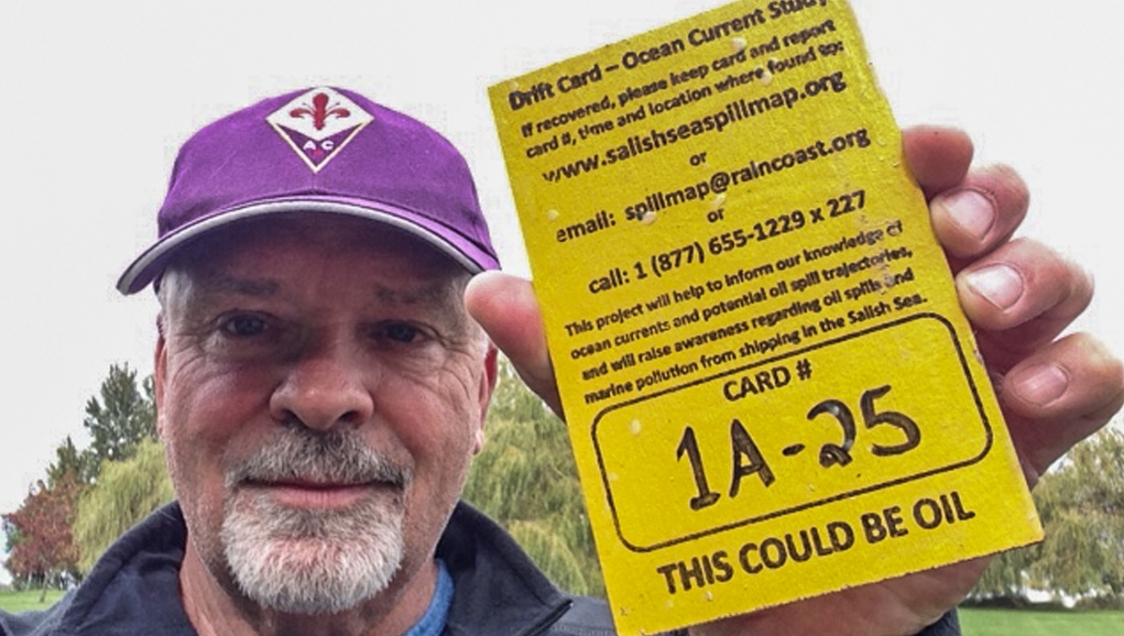 AC
Drift Card – Ocean Current Study
If recovered, please keep card and report
card #, time and location where found on:
www.salishseaspillmap.org
or
email: spillmap@raincoast.org
or
call: 1 (877) 655-1229 x 227
This project will help to inform our knowledge of
ocean currents and potential oil spill trajectories,
and will raise awareness regarding oil spills and
marine pollution from shipping in the Salish Sea.
CARD #
1A-25
THIS COULD BE OIL